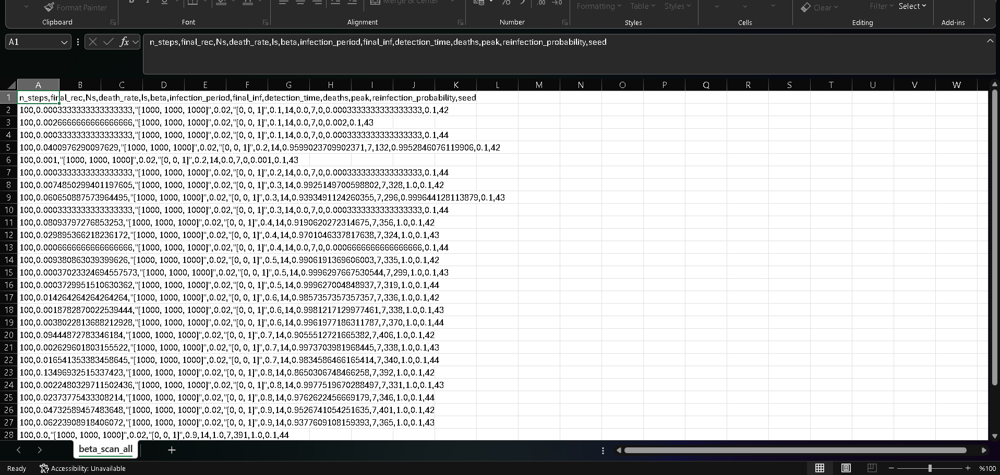 Format Painter
Merge & Center
Formatting
Table
Styles
Clear
Filter
Select
Clipboard
Font
Alignment
Number
Styles
Cells
Editing
Add-ins
A1
fx
n_steps,final_rec,Ns,death_rate,Is,beta,infection_period,final_inf,detection_time,deaths,peak,reinfection_probability,seed
A B C D E F G H I J K L M N O P Q R S T U V W
1 n_steps,final_rec,Ns,death_rate,Is,beta,infection_period,final_inf,detection_time,deaths,peak,reinfection_probability,seed
2 100,0.0003333333333333333,"[1000, 1000, 1000]",0.02,"[0, 0, 1]",0.1,14,0.0,7,0,0.0003333333333333333,0.1,42
3 100,0.0026666666666666666,"[1000, 1000, 1000]",0.02,"[0, 0, 1]",0.1,14,0.0,7,0,0.002,0.1,43
4 100,0.0003333333333333333,"[1000, 1000, 1000]",0.02,"[0, 0, 1]",0.1,14,0.0,7,0,0.0003333333333333333,0.1,44
5 100,0.0400976290097629,"[1000, 1000, 1000]",0.02,"[0, 0, 1]",0.2,14,0.9599023709902371,7,132,0.9952846076119906,0.1,42
6 100,0.001,"[1000, 1000, 1000]",0.02,"[0, 0, 1]",0.2,14,0.0,7,0,0.001,0.1,43
7 100,0.0003333333333333333,"[1000, 1000, 1000]",0.02,"[0, 0, 1]",0.2,14,0.0,7,0,0.0003333333333333333,0.1,44
8 100,0.0074850299401197605,"[1000, 1000, 1000]",0.02,"[0, 0, 1]",0.3,14,0.9925149700598802,7,328,1.0,0.1,42
9 100,0.060650887573964495,"[1000, 1000, 1000]",0.02,"[0, 0, 1]",0.3,14,0.9393491124260355,7,296,0.999644128113879,0.1,43
10 100,0.0003333333333333333,"[1000, 1000, 1000]",0.02,"[0, 0, 1]",0.3,14,0.0,7,0,0.0003333333333333333,0.1,44
11 100,0.08093797276853253,"[1000, 1000, 1000]",0.02,"[0, 0, 1]",0.4,14,0.9190620272314675,7,356,1.0,0.1,42
12 100,0.029895366218236172,"[1000, 1000, 1000]",0.02,"[0, 0, 1]",0.4,14,0.9701046337817638,7,324,1.0,0.1,43
13 100,0.0006666666666666666,"[1000, 1000, 1000]",0.02,"[0, 0, 1]",0.4,14,0.0,7,0,0.0006666666666666666,0.1,44
14 100,0.009380863039399626,"[1000, 1000, 1000]",0.02,"[0, 0, 1]",0.5,14,0.9906191369606003,7,335,1.0,0.1,42
15 100,0.00037023324694557573,"[1000, 1000, 1000]",0.02,"[0, 0, 1]",0.5,14,0.9996297667530544,7,299,1.0,0.1,43
16 100,0.0003729951510630362,"[1000, 1000, 1000]",0.02,"[0, 0, 1]",0.5,14,0.999627004848937,7,319,1.0,0.1,44
17 100,0.014264264264264264,"[1000, 1000, 1000]",0.02,"[0, 0, 1]",0.6,14,0.9857357357357357,7,336,1.0,0.1,42
18 100,0.0018782870022539444,"[1000, 1000, 1000]",0.02,"[0, 0, 1]",0.6,14,0.9981217129977461,7,338,1.0,0.1,43
19 100,0.0038022813688212928,"[1000, 1000, 1000]",0.02,"[0, 0, 1]",0.6,14,0.9961977186311787,7,370,1.0,0.1,44
20 100,0.09444872783346184,"[1000, 1000, 1000]",0.02,"[0, 0, 1]",0.7,14,0.9055512721665382,7,406,1.0,0.1,42
21 100,0.002629601803155522,"[1000, 1000, 1000]",0.02,"[0, 0, 1]",0.7,14,0.9973703981968445,7,338,1.0,0.1,43
22 100,0.016541353383458645,"[1000, 1000, 1000]",0.02,"[0, 0, 1]",0.7,14,0.9834586466165414,7,340,1.0,0.1,44
23 100,0.13496932515337423,"[1000, 1000, 1000]",0.02,"[0, 0, 1]",0.8,14,0.8650306748466258,7,392,1.0,0.1,42
24 100,0.0022480329711502436,"[1000, 1000, 1000]",0.02,"[0, 0, 1]",0.8,14,0.9977519670288497,7,331,1.0,0.1,43
25 100,0.02373775433308214,"[1000, 1000, 1000]",0.02,"[0, 0, 1]",0.8,14,0.9762622456669179,7,346,1.0,0.1,44
26 100,0.04732589457483648,"[1000, 1000, 1000]",0.02,"[0, 0, 1]",0.9,14,0.9526741054251635,7,401,1.0,0.1,42
27 100,0.06223908918406072,"[1000, 1000, 1000]",0.02,"[0, 0, 1]",0.9,14,0.9377609108159393,7,365,1.0,0.1,43
28 100,0.0,"[1000, 1000, 1000]",0.02,"[0, 0, 1]",0.9,14,1.0,7,391,1.0,0.1,44
beta_scan_all
Ready
Accessibility: Unavailable
%100